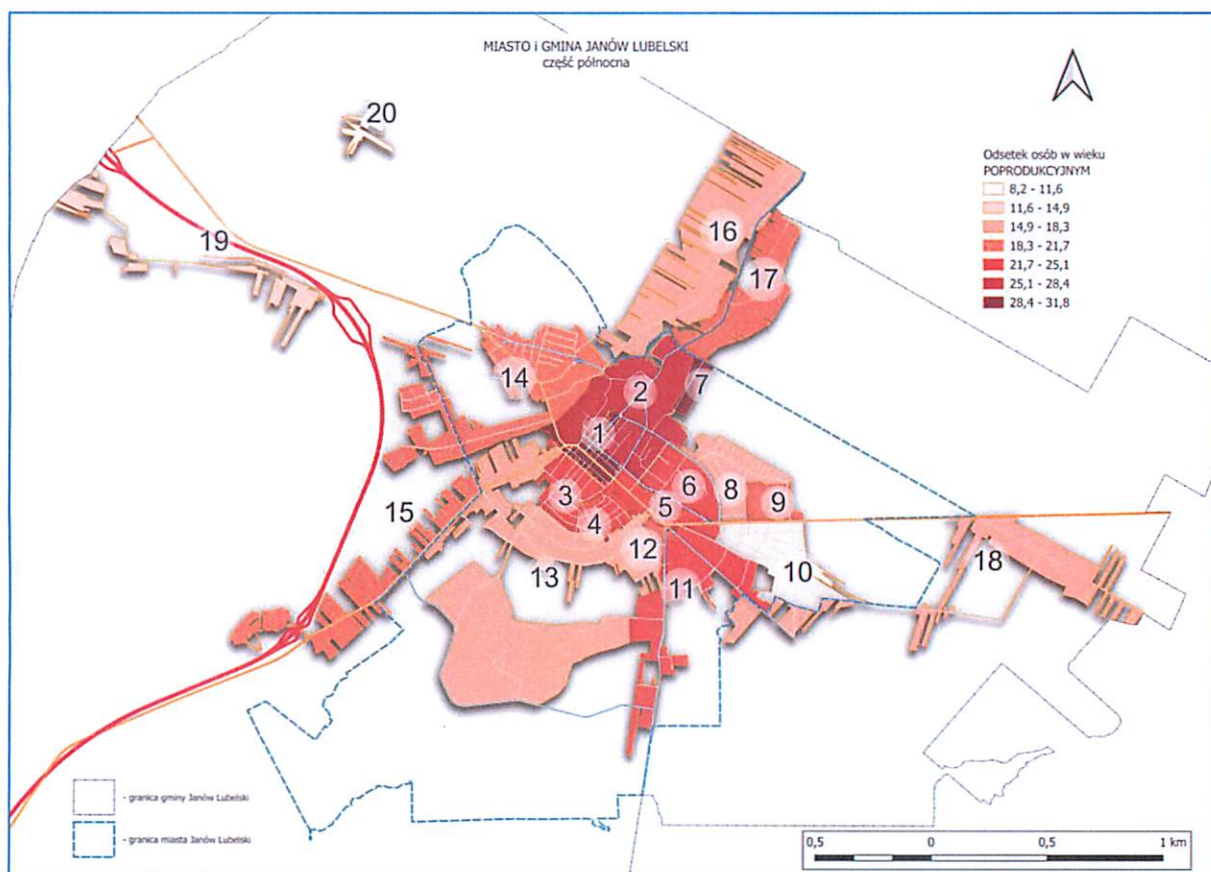 MIASTO i GMINA JANÓW LUBELSKI
część północna
Odsetek osób w wieku
POPRODUKCYJNYM
8,2 - 11,6
11,6 - 14,9
14,9 - 18,3
18,3 - 21,7
21,7 - 25,1
25,1 - 28,4
28,4 - 31,8
20
19
16
17
14
2
7
1
15
3
4
5
6
8
9
12
13
11
10
18
- granica gminy Janów Lubelski
- granica miasta Janów Lubelski
0,5 0 0,5 1 km